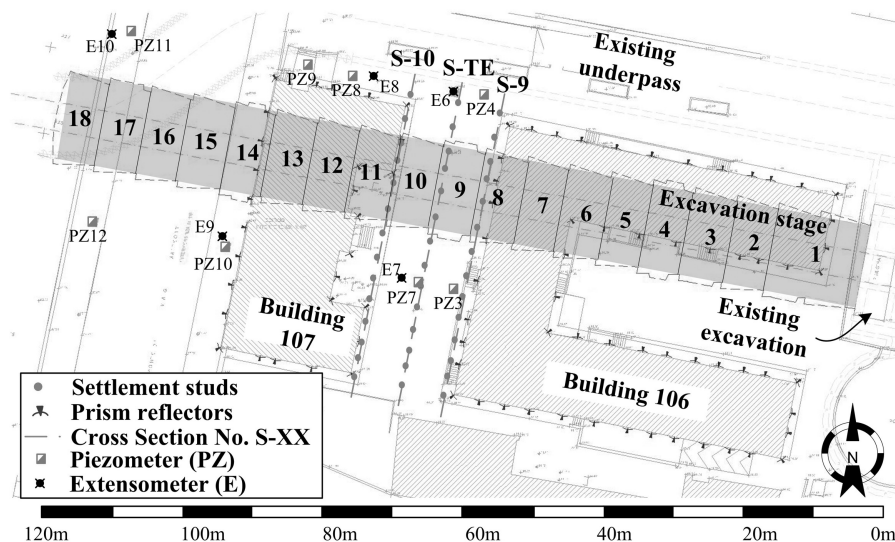 E10
PZ11
PZ9
PZ8
E8
S-10
S-TE
E6
PZ4
S-9
Existing
underpass
18
17
16
15
14
13
12
11
10
9
8
7
6
5
4
3
2
1
Excavation stage
PZ12
E9
PZ10
E7
PZ7
PZ3
Building
107
Existing
excavation
Building 106
Settlement studs
Prism reflectors
Cross Section No. S-XX
Piezometer (PZ)
Extensometer (E)
N
120m
100m
80m
60m
40m
20m
0m